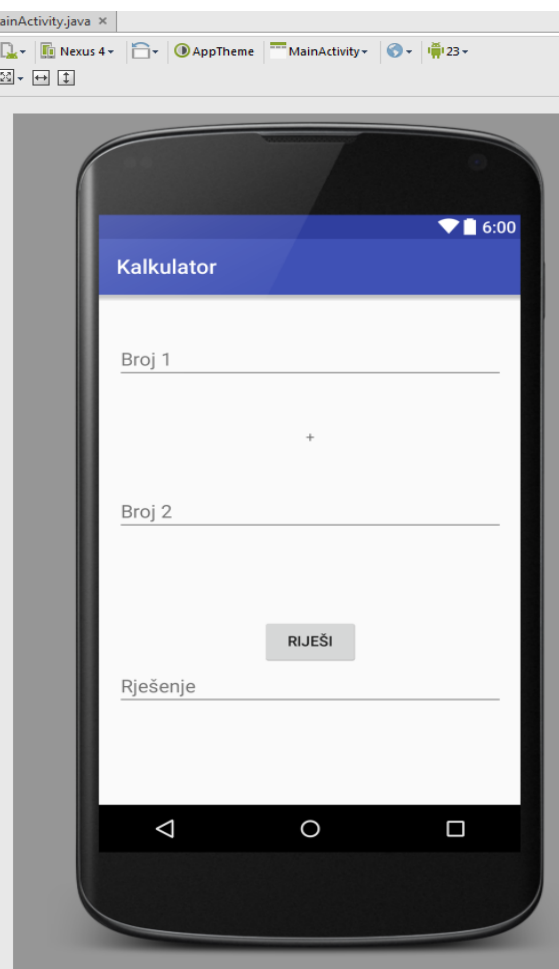 ainActivity.java ×
Nexus 4 AppTheme MainActivity 23
6:00
Kalkulator
Broj 1
+
Broj 2
RIJEŠI
Rješenje